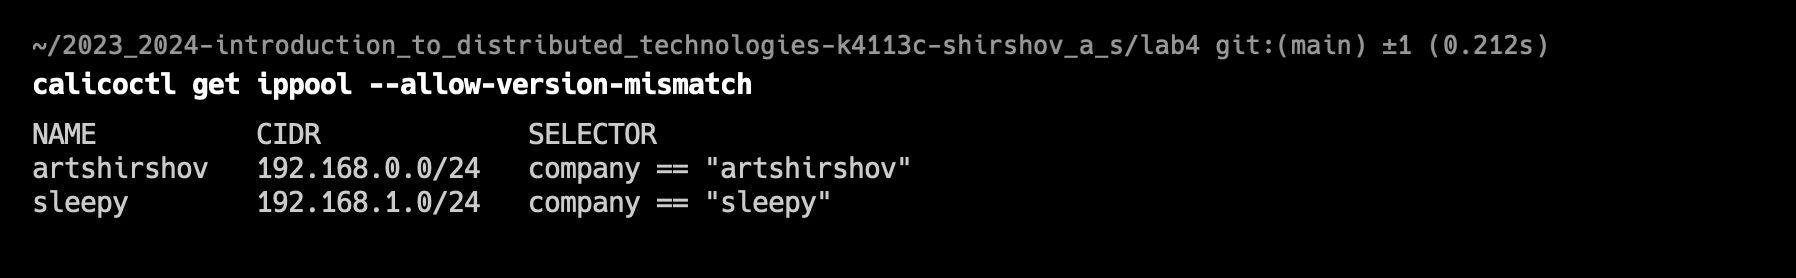 ~/2023_2024-introduction_to_distributed_technologies-k4113c-shirshov_a_s/lab4 git:(main) ±1 (0.212s)
calicoctl get ippool --allow-version-mismatch
NAME CIDR SELECTOR
artshirshov 192.168.0.0/24 company == "artshirshov"
sleepy 192.168.1.0/24 company == "sleepy"